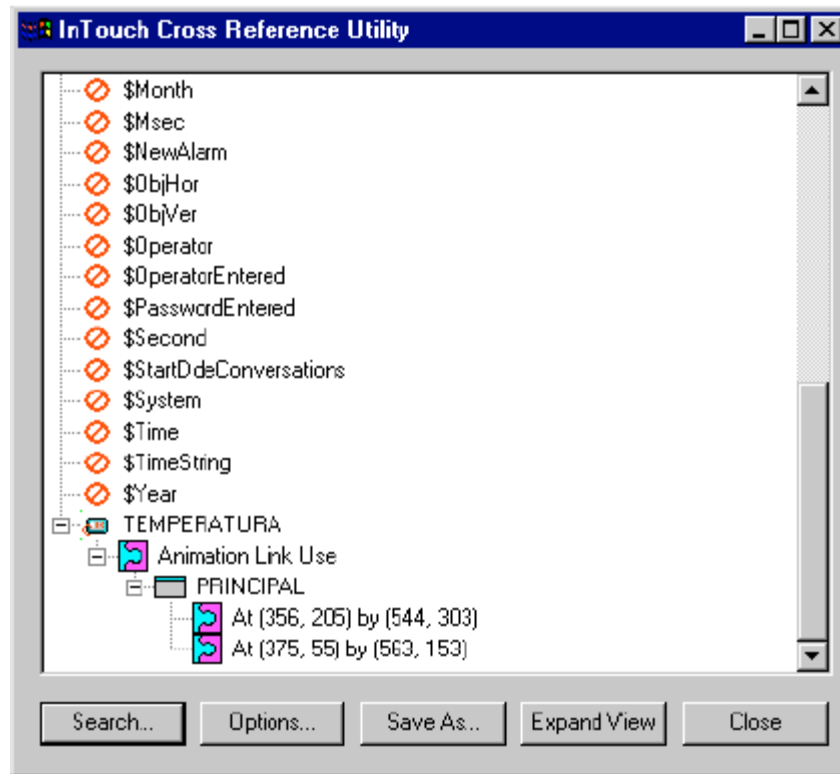 InTouch Cross Reference Utility
$Month
$Msec
$NewAlarm
$ObjHor
$ObjVer
$Operator
$OperatorEntered
$PasswordEntered
$Second
$StartDdeConversations
$System
$Time
$TimeString
$Year
TEMPERATURA
Animation Link Use
PRINCIPAL
At (356, 205) by (544, 303)
At (375, 55) by (563, 153)
Search... Options... Save As... Expand View Close